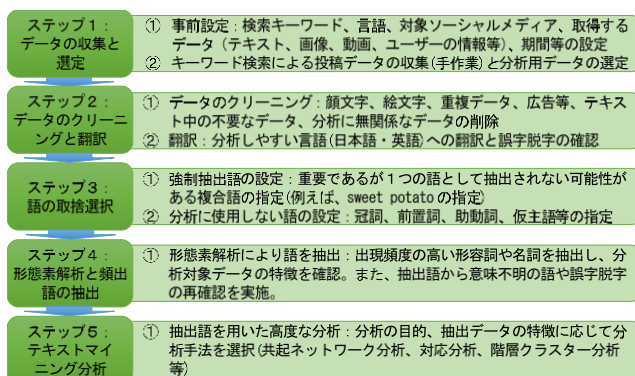 ステップ１：
データの収集と
選定
① 事前設定：検索キーワード、言語、対象ソーシャルメディア、取得する
データ（テキスト、画像、動画、ユーザーの情報等）、期間等の設定
② キーワード検索による投稿データの収集(手作業)と分析用データの選定
ステップ２：
データのクリーニ
ングと翻訳
① データのクリーニング：顔文字、絵文字、重複データ、広告等、テキス
ト中の不要なデータ、分析に無関係なデータの削除
② 翻訳：分析しやすい言語(日本語・英語)への翻訳と誤字脱字の確認
ステップ３：
語の取捨選択
① 強制抽出語の設定：重要であるが１つの語として抽出されない可能性が
ある複合語の指定(例えば、sweet potatoの指定)
② 分析に使用しない語の設定：冠詞、前置詞、助動詞、仮主語等の指定
ステップ４：
形態素解析と頻出
語の抽出
① 形態素解析により語を抽出：出現頻度の高い形容詞や名詞を抽出し、分
析対象データの特徴を確認。また、抽出語から意味不明の語や誤字脱字
の再確認を実施。
ステップ５：
テキストマイ
ニング分析
① 抽出語を用いた高度な分析：分析の目的、抽出データの特徴に応じて分
析手法を選択(共起ネットワーク分析、対応分析、階層クラスター分析
等)